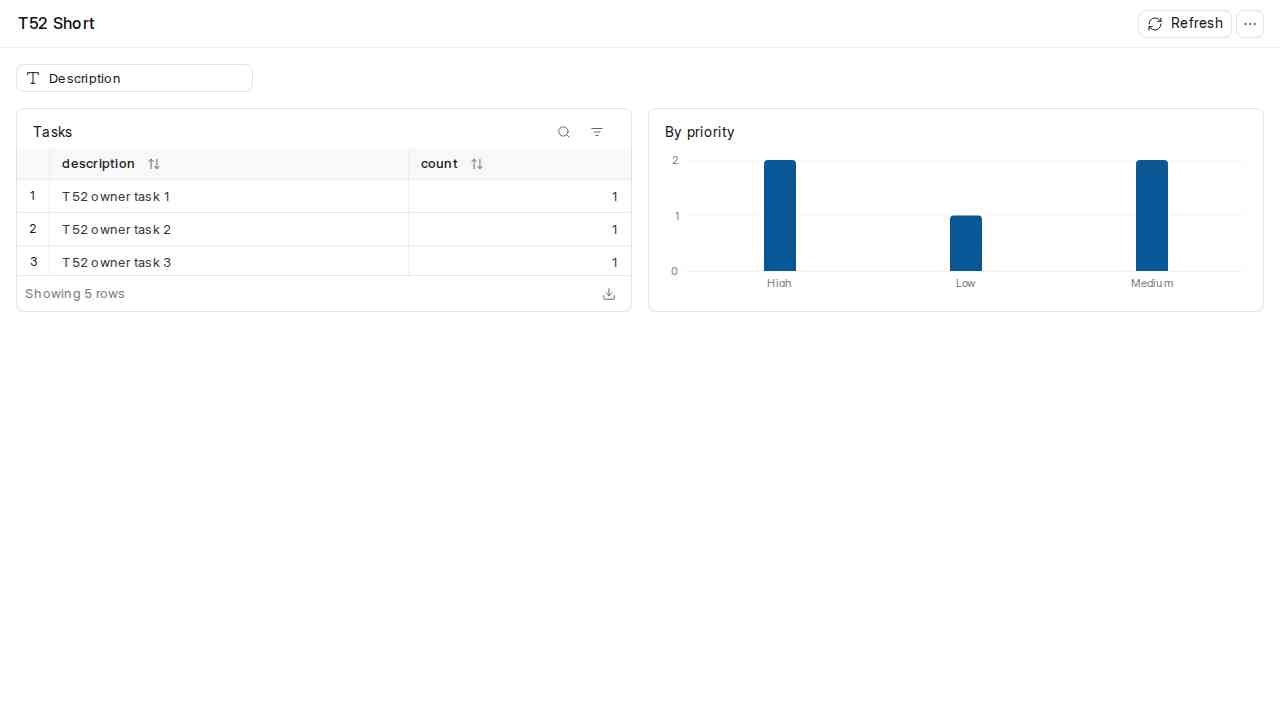 T52 Short
Refresh
Description
Tasks
description count
1 T52 owner task 1 1
2 T52 owner task 2 1
3 T52 owner task 3 1
Showing 5 rows
By priority
2
1
0
High Low Medium